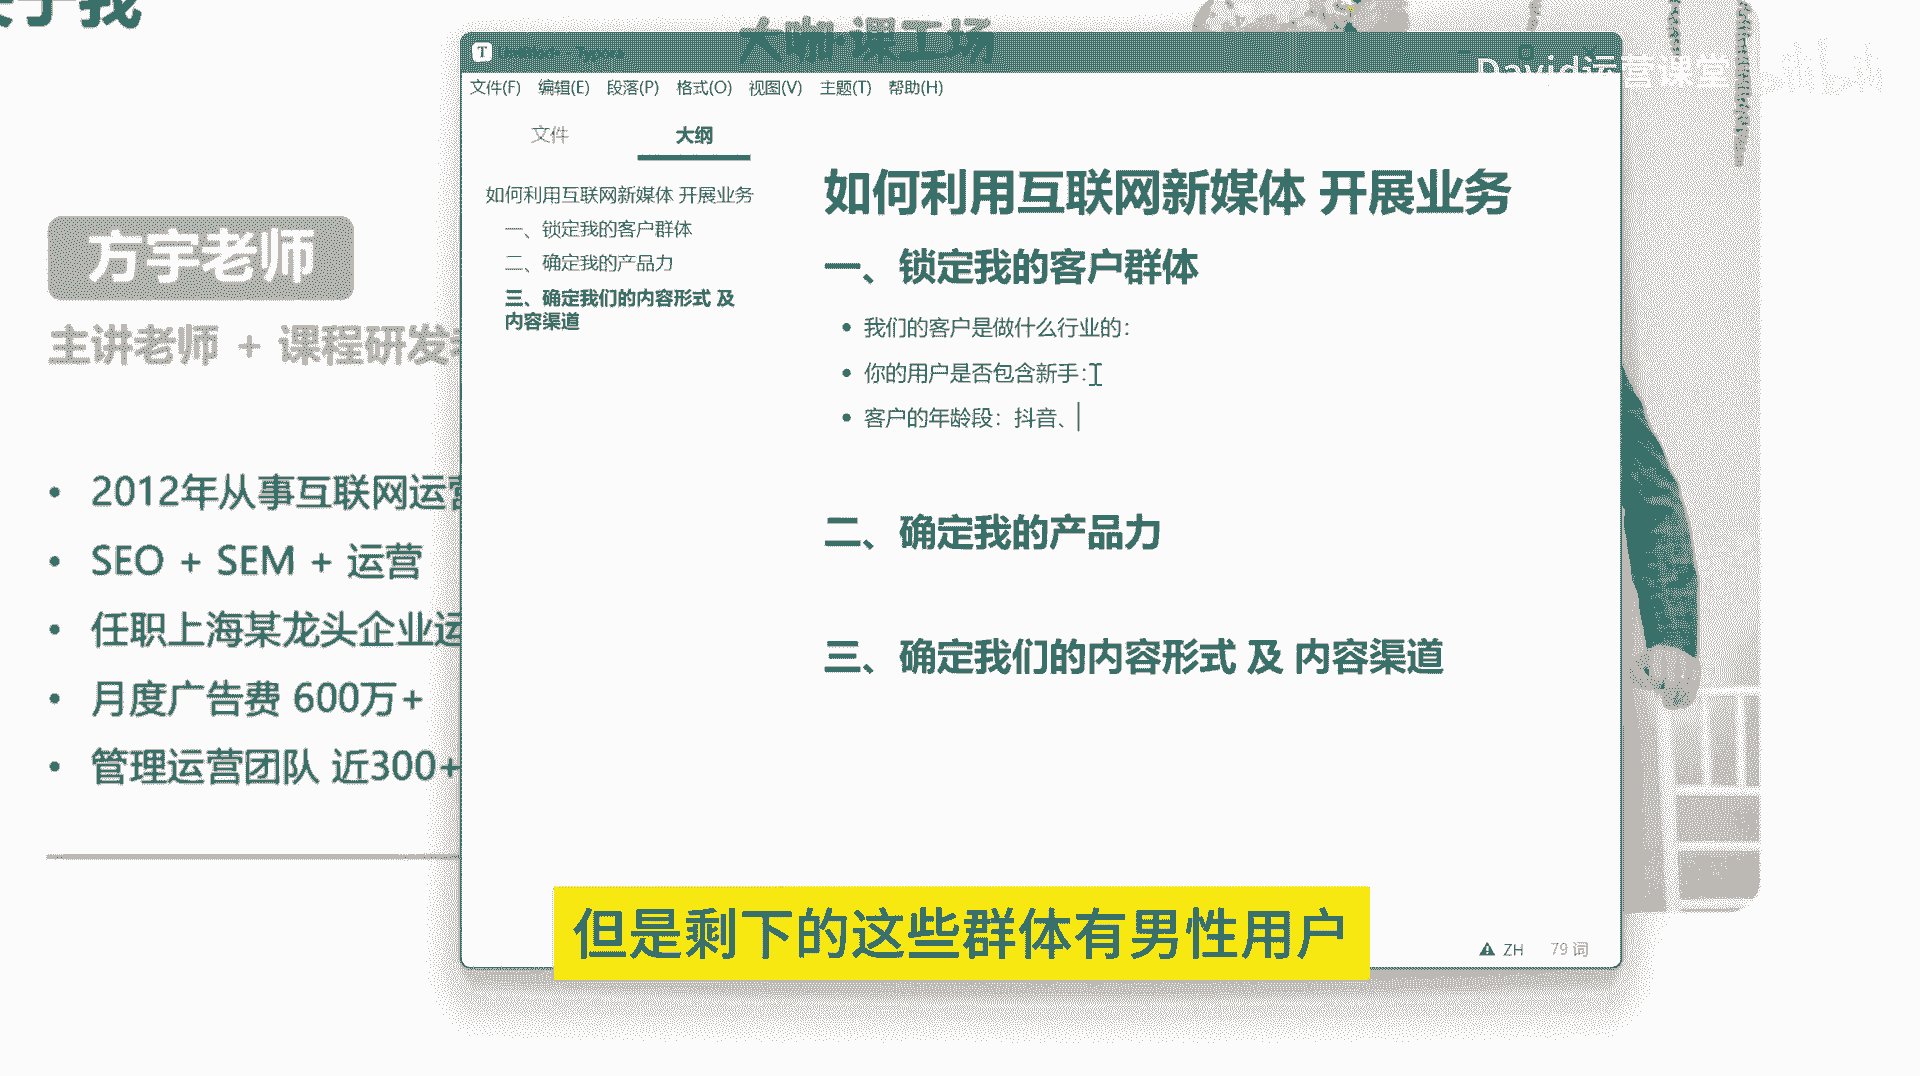 大咖·课工场
David运营课堂
bilibili
文件(F) 编辑(E) 段落(P) 格式(O) 视图(V) 主题(T) 帮助(H)
文件 大纲
如何利用互联网新媒体 开展业务
一、锁定我的客户群体
二、确定我的产品力
三、确定我们的内容形式 及
内容渠道
如何利用互联网新媒体 开展业务
一、锁定我的客户群体
• 我们的客户是做什么行业的：
• 你的用户是否包含新手：
• 客户的年龄段：抖音、
二、确定我的产品力
三、确定我们的内容形式 及 内容渠道
ZH 79 词
方宇老师
主讲老师 + 课程研发
• 2012年从事互联网运营
• SEO + SEM + 运营
• 任职上海某龙头企业运
• 月度广告费 600万+
• 管理运营团队 近300+
但是剩下的这些群体有男性用户